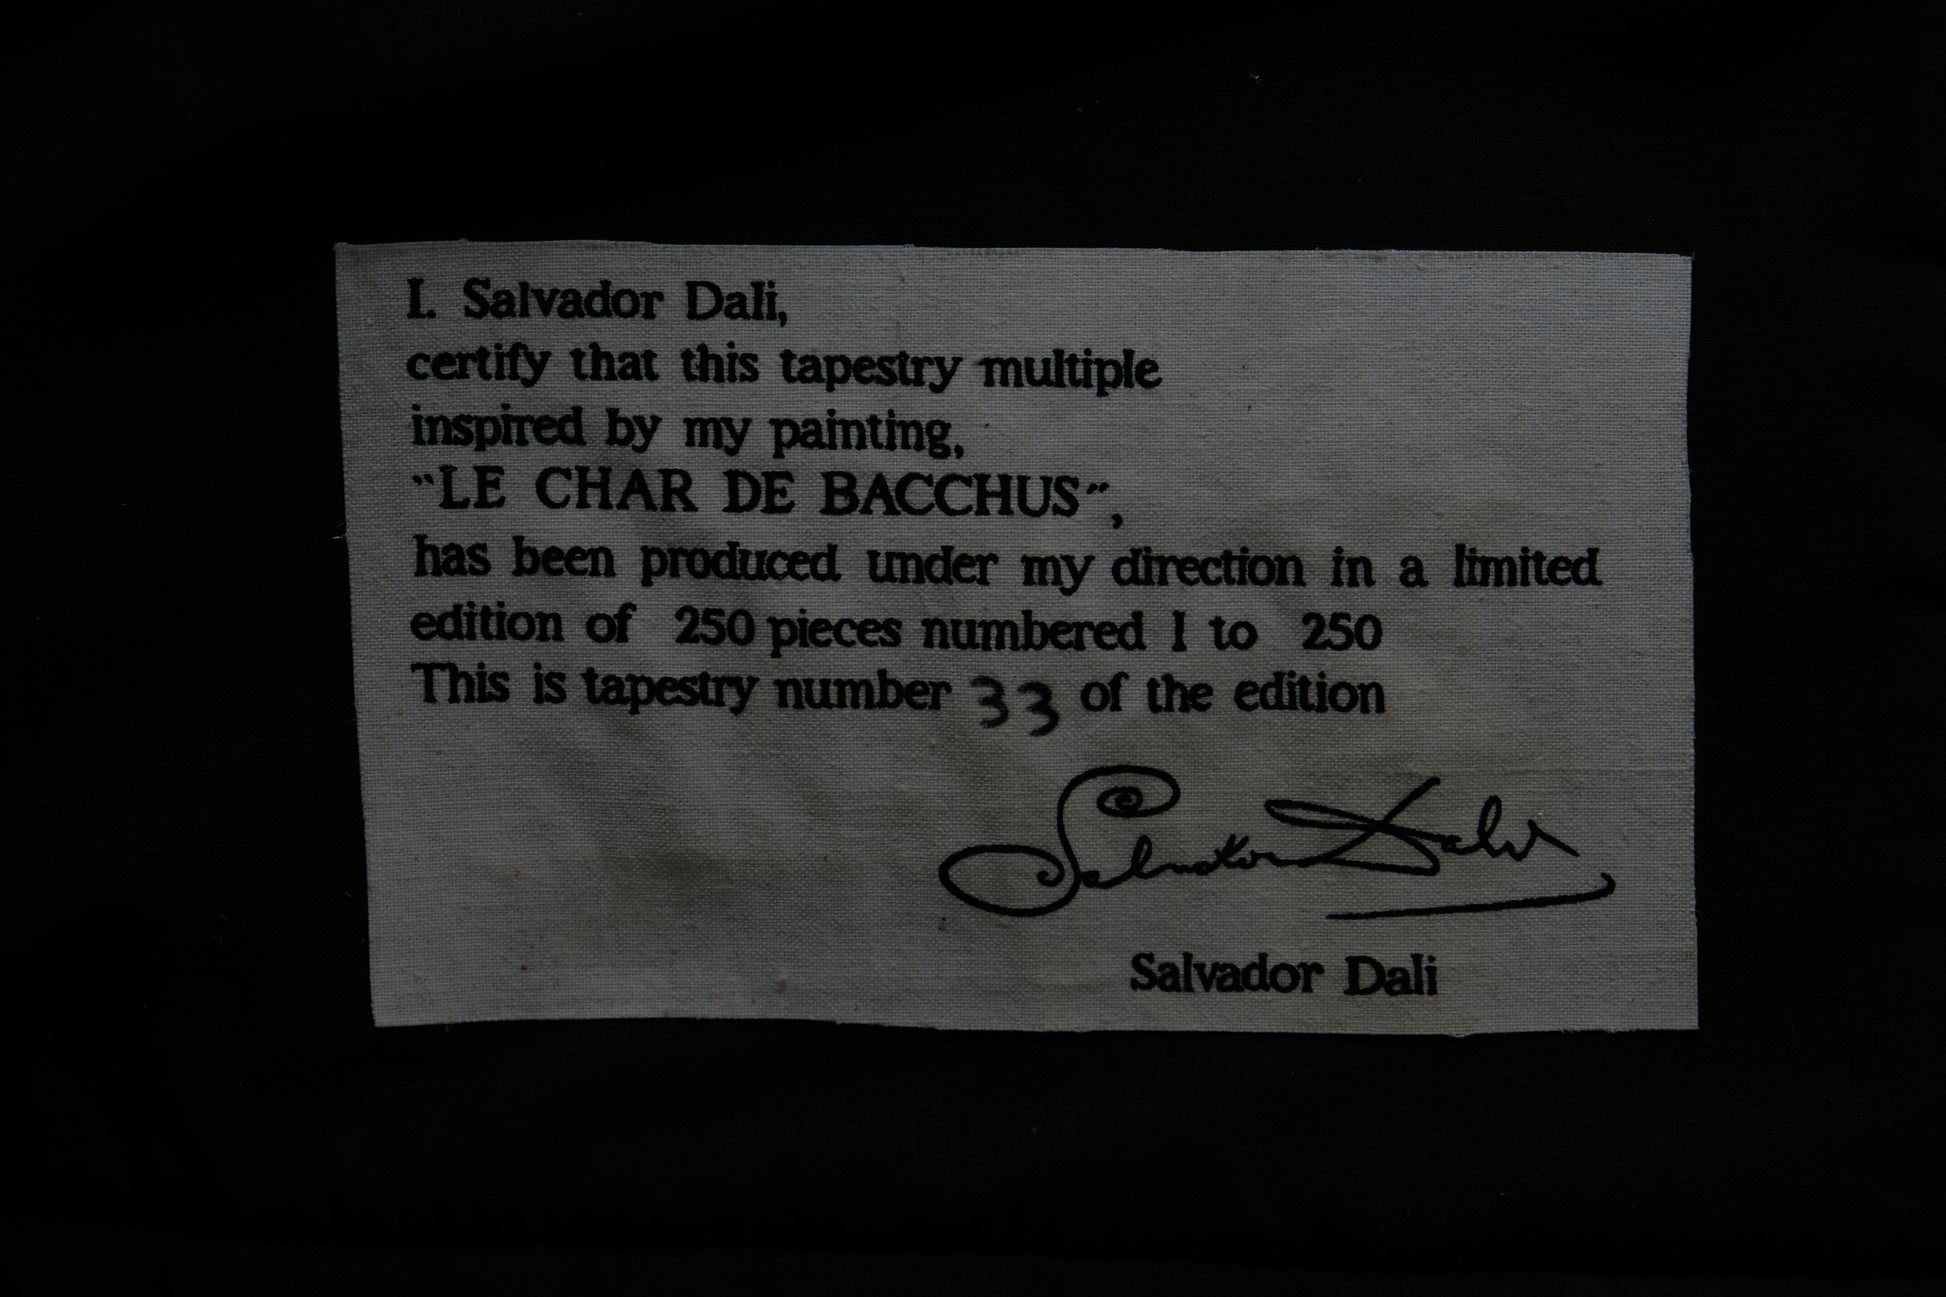 I. Salvador Dali,
certify that this tapestry multiple
inspired by my painting,
"LE CHAR DE BACCHUS",
has been produced under my direction in a limited
edition of 250 pieces numbered I to 250
This is tapestry number 33 of the edition
Salvador Dali
Salvador Dali